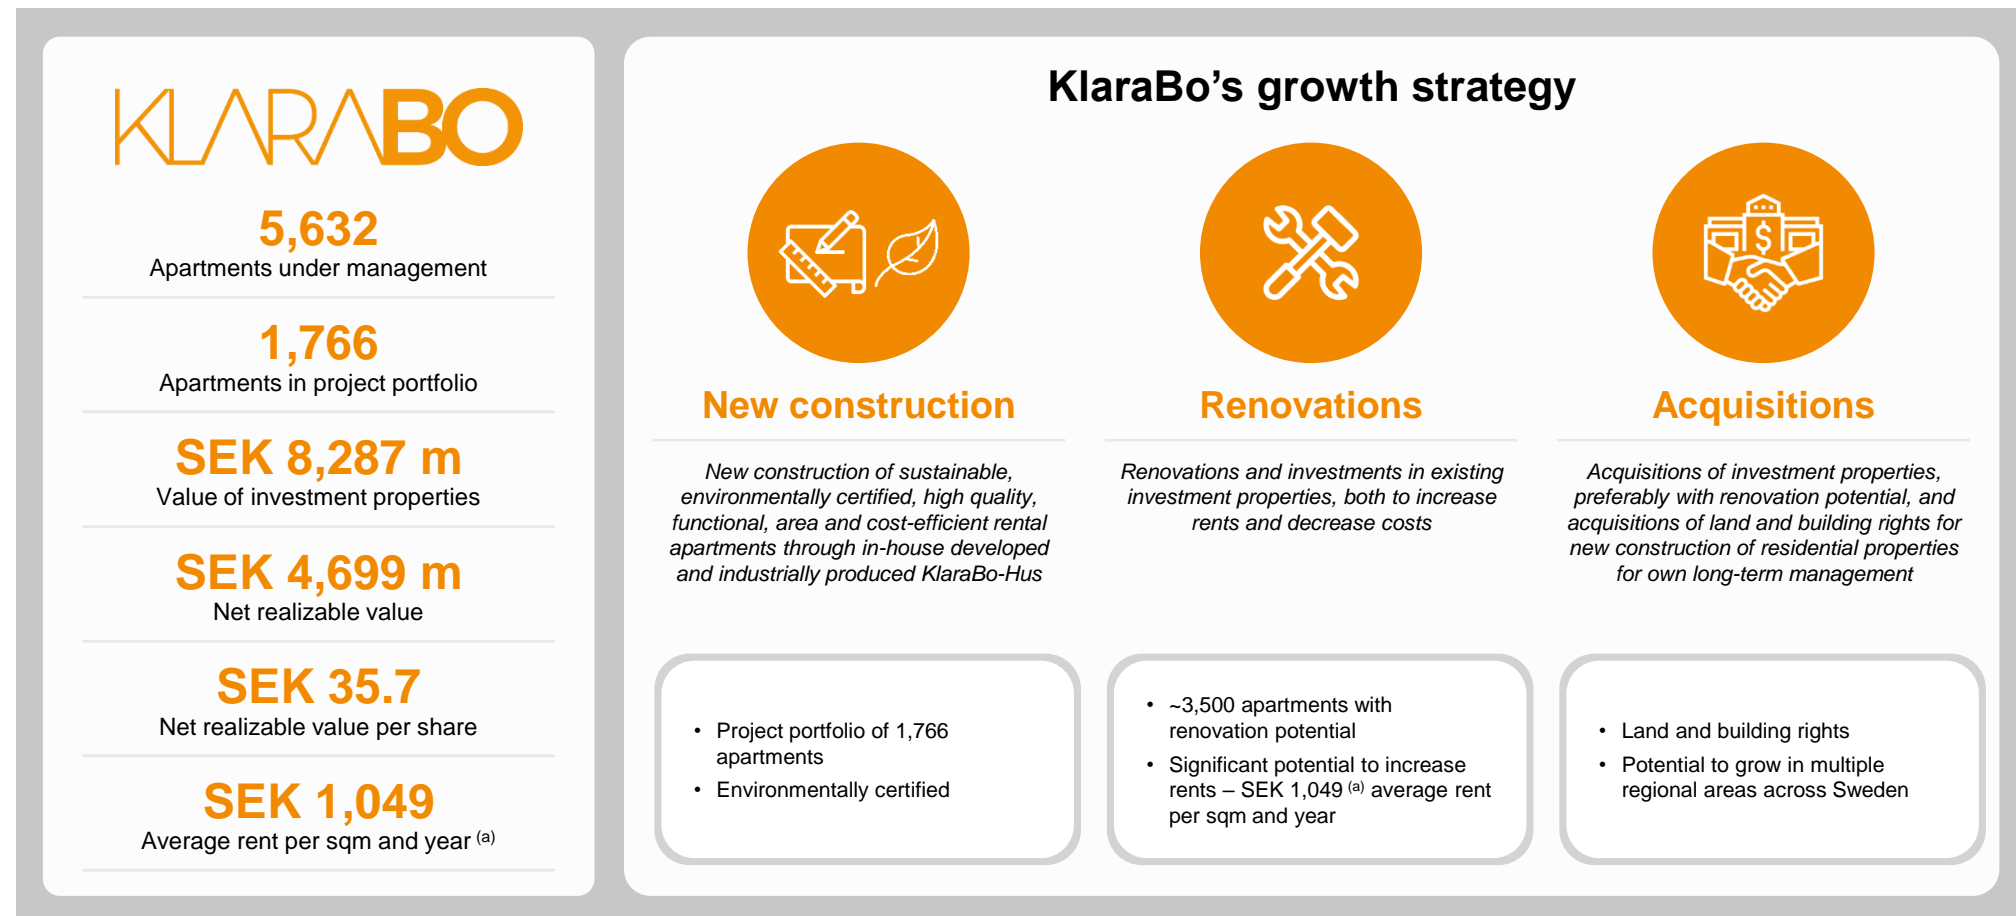 KLARABO
5,632
Apartments under management
1,766
Apartments in project portfolio
SEK 8,287 m
Value of investment properties
SEK 4,699 m
Net realizable value
SEK 35.7
Net realizable value per share
SEK 1,049
Average rent per sqm and year (a)
KlaraBo’s growth strategy
New construction
New construction of sustainable,
environmentally certified, high quality,
functional, area and cost-efficient rental
apartments through in-house developed
and industrially produced KlaraBo-Hus
• Project portfolio of 1,766
apartments
• Environmentally certified
Renovations
Renovations and investments in existing
investment properties, both to increase
rents and decrease costs
• ~3,500 apartments with
renovation potential
• Significant potential to increase
rents – SEK 1,049 (a) average rent
per sqm and year
$
Acquisitions
Acquisitions of investment properties,
preferably with renovation potential, and
acquisitions of land and building rights for
new construction of residential properties
for own long-term management
• Land and building rights
• Potential to grow in multiple
regional areas across Sweden